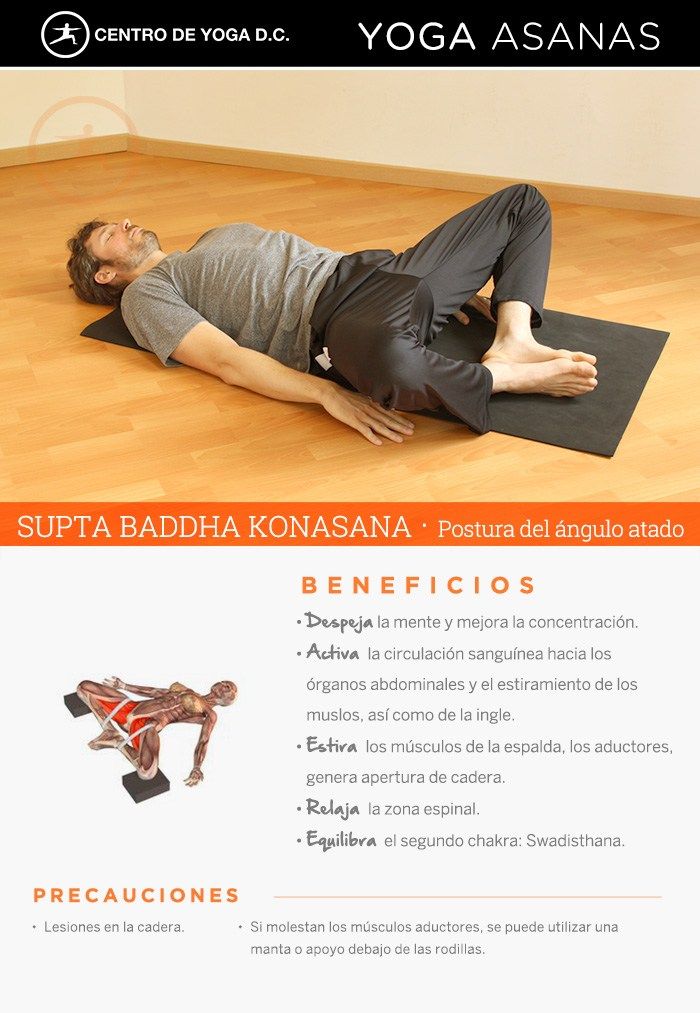 CENTRO DE YOGA D.C.
YOGA ASANAS
SUPTA BADDHA KONASANA · Postura del ángulo atado
BENEFICIOS
• Despeja la mente y mejora la concentración.
• Activa la circulación sanguínea hacia los
órganos abdominales y el estiramiento de los
muslos, así como de la ingle.
• Estira los músculos de la espalda, los aductores,
genera apertura de cadera.
• Relaja la zona espinal.
• Equilibra el segundo chakra: Swadisthana.
PRECAUCIONES
• Lesiones en la cadera.
• Si molestan los músculos aductores, se puede utilizar una
manta o apoyo debajo de las rodillas.